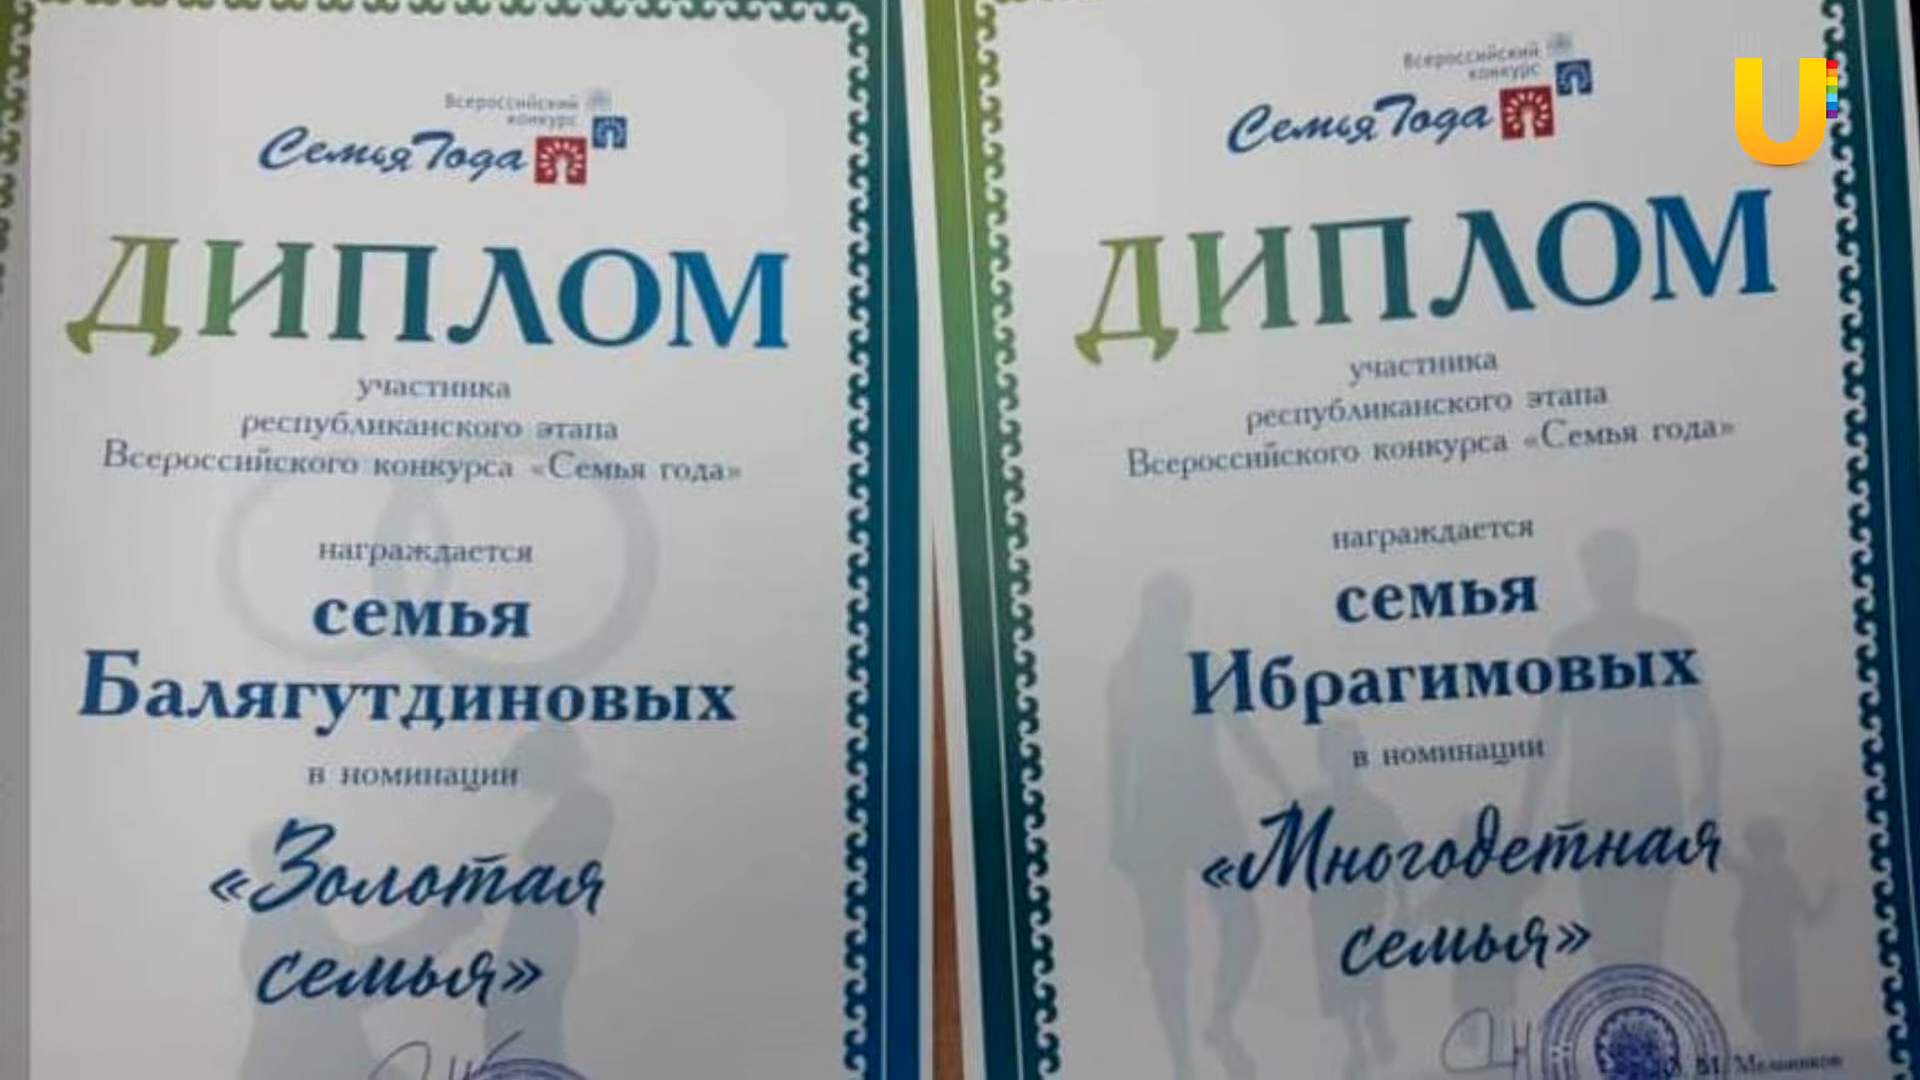 Всероссийский
конкурс
Семья Года
ДИПЛОМ
участника
республиканского этапа
Всероссийского конкурса «Семья года»
награждается
семья
Балягутдиновых
в номинации
«Золотая
семья»
Всероссийский
конкурс
Семья Года
ДИПЛОМ
участника
республиканского этапа
Всероссийского конкурса «Семья года»
награждается
семья
Ибрагимовых
в номинации
«Многодетная
семья»
М. Мельников
U